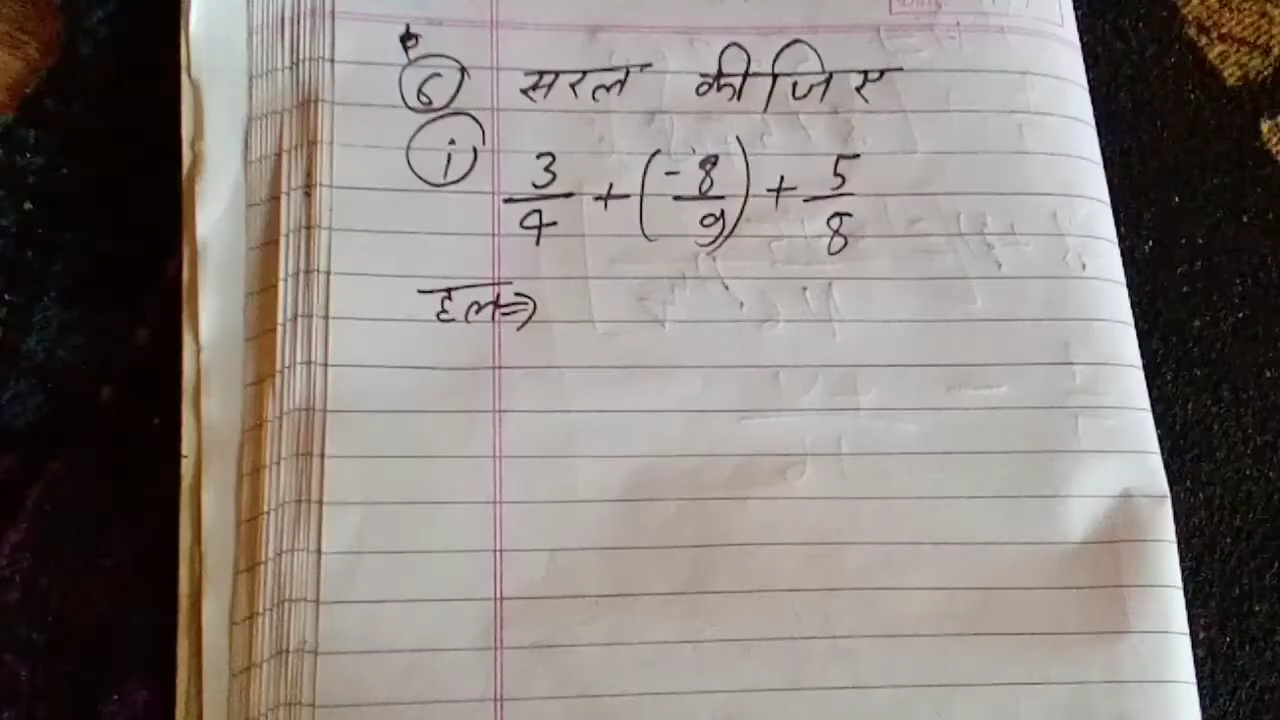 6 सरल कीजिए
i 3/4 + (-8/9) + 5/8
हल⇒